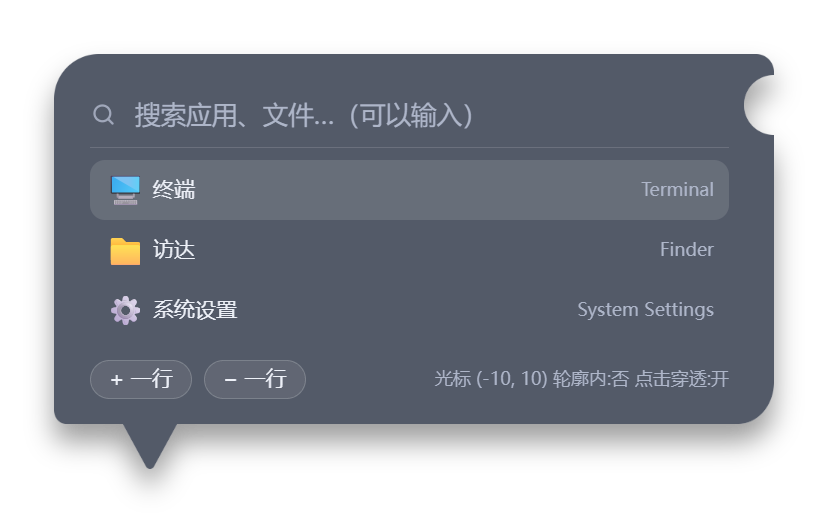 搜索应用、文件...（可以输入）
终端 Terminal
访达 Finder
系统设置 System Settings
+ 一行 − 一行 光标 (-10, 10) 轮廓内:否 点击穿透:开